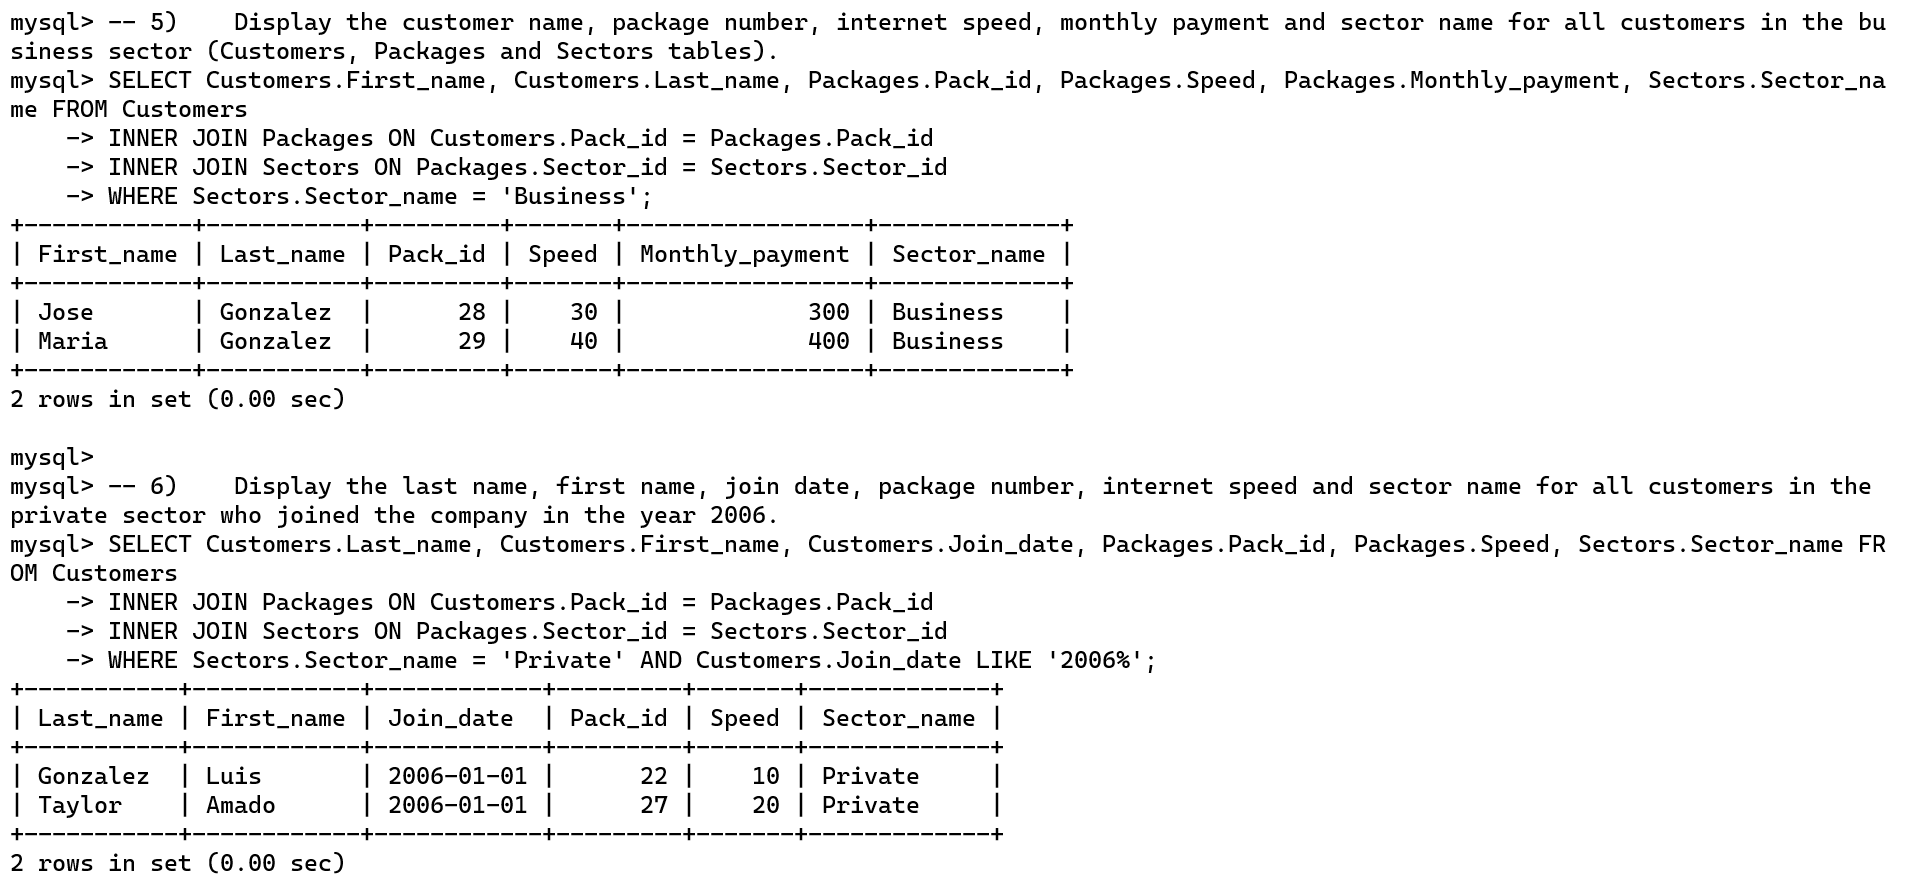 mysql> -- 5)    Display the customer name, package number, internet speed, monthly payment and sector name for all customers in the bu
siness sector (Customers, Packages and Sectors tables).
mysql> SELECT Customers.First_name, Customers.Last_name, Packages.Pack_id, Packages.Speed, Packages.Monthly_payment, Sectors.Sector_na
me FROM Customers
    -> INNER JOIN Packages ON Customers.Pack_id = Packages.Pack_id
    -> INNER JOIN Sectors ON Packages.Sector_id = Sectors.Sector_id
    -> WHERE Sectors.Sector_name = 'Business';
+------------+-----------+---------+-------+-----------------+-------------+
| First_name | Last_name | Pack_id | Speed | Monthly_payment | Sector_name |
+------------+-----------+---------+-------+-----------------+-------------+
| Jose       | Gonzalez  |      28 |    30 |             300 | Business    |
| Maria      | Gonzalez  |      29 |    40 |             400 | Business    |
+------------+-----------+---------+-------+-----------------+-------------+
2 rows in set (0.00 sec)

mysql>
mysql> -- 6)    Display the last name, first name, join date, package number, internet speed and sector name for all customers in the
private sector who joined the company in the year 2006.
mysql> SELECT Customers.Last_name, Customers.First_name, Customers.Join_date, Packages.Pack_id, Packages.Speed, Sectors.Sector_name FR
OM Customers
    -> INNER JOIN Packages ON Customers.Pack_id = Packages.Pack_id
    -> INNER JOIN Sectors ON Packages.Sector_id = Sectors.Sector_id
    -> WHERE Sectors.Sector_name = 'Private' AND Customers.Join_date LIKE '2006%';
+-----------+------------+------------+---------+-------+-------------+
| Last_name | First_name | Join_date  | Pack_id | Speed | Sector_name |
+-----------+------------+------------+---------+-------+-------------+
| Gonzalez  | Luis       | 2006-01-01 |      22 |    10 | Private     |
| Taylor    | Amado      | 2006-01-01 |      27 |    20 | Private     |
+-----------+------------+------------+---------+-------+-------------+
2 rows in set (0.00 sec)